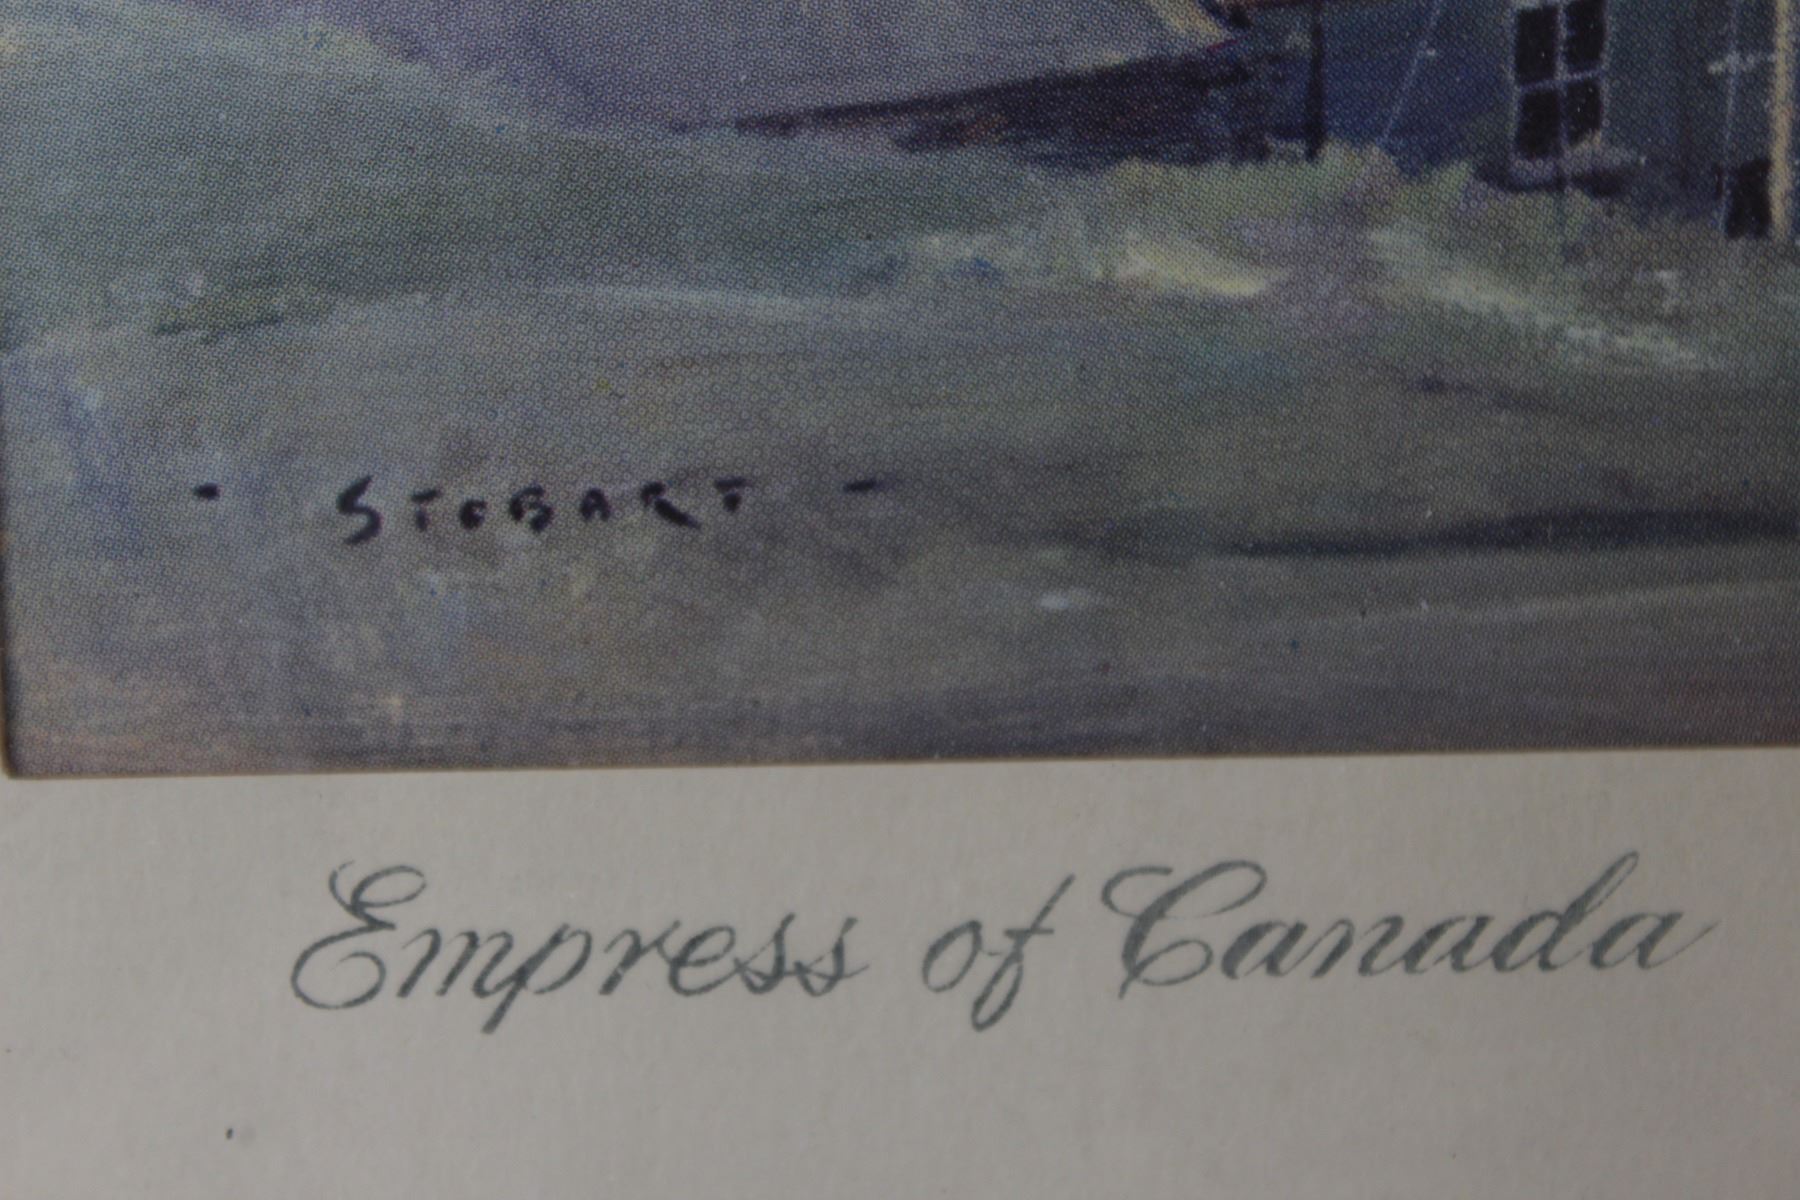 - STOBART -
Empress of Canada